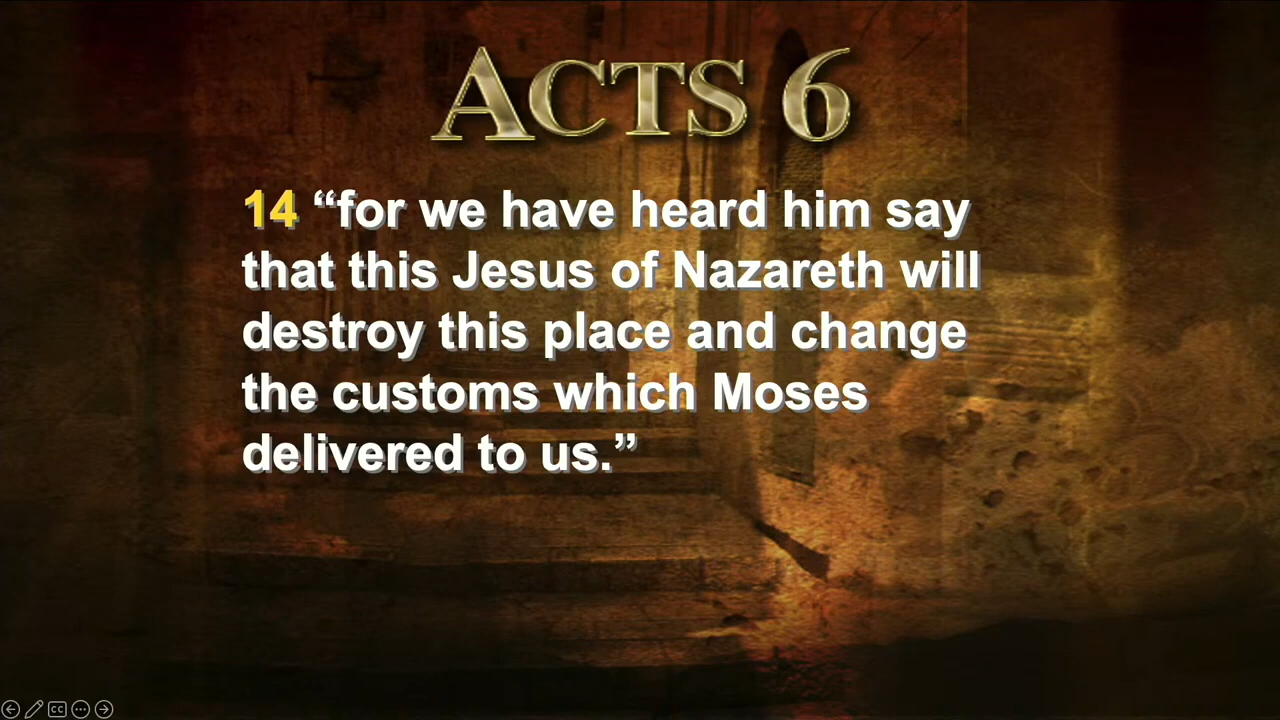 ACTS 6
14 “for we have heard him say
that this Jesus of Nazareth will
destroy this place and change
the customs which Moses
delivered to us.”
CC